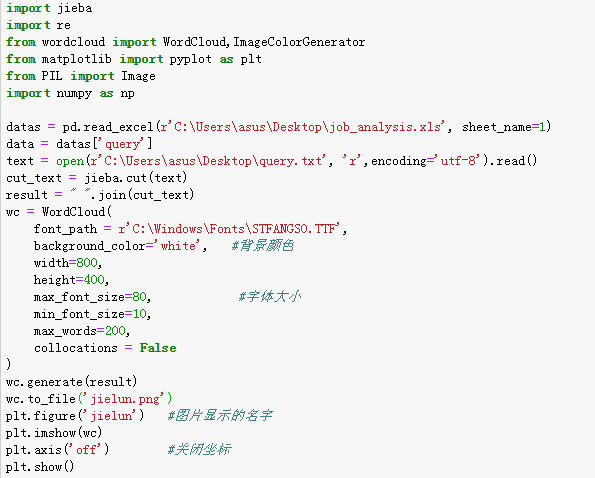 import jieba
import re
from wordcloud import WordCloud,ImageColorGenerator
from matplotlib import pyplot as plt
from PIL import Image
import numpy as np

datas = pd.read_excel(r'C:\Users\asus\Desktop\job_analysis.xls', sheet_name=1)
data = datas['query']
text = open(r'C:\Users\asus\Desktop\query.txt', 'r',encoding='utf-8').read()
cut_text = jieba.cut(text)
result = " ".join(cut_text)
wc = WordCloud(
    font_path = r'C:\Windows\Fonts\STFANGSO.TTF',
    background_color='white',   #背景颜色
    width=800,
    height=400,
    max_font_size=80,            #字体大小
    min_font_size=10,
    max_words=200,
    collocations = False
)
wc.generate(result)
wc.to_file('jielun.png')
plt.figure('jielun')   #图片显示的名字
plt.imshow(wc)
plt.axis('off')        #关闭坐标
plt.show()